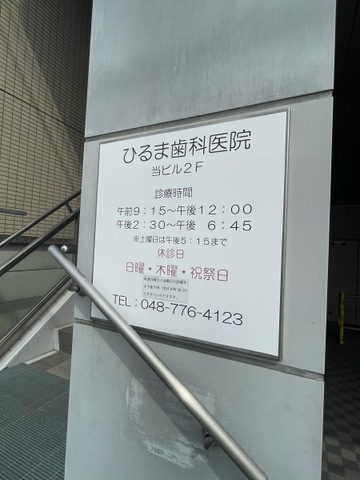 ひるま歯科医院
当ビル2F
診療時間
午前9:15～午後12:00
午後2:30～午後 6:45
※土曜日は午後5:15まで
休診日
日曜・木曜・祝祭日
TEL:048-776-4123